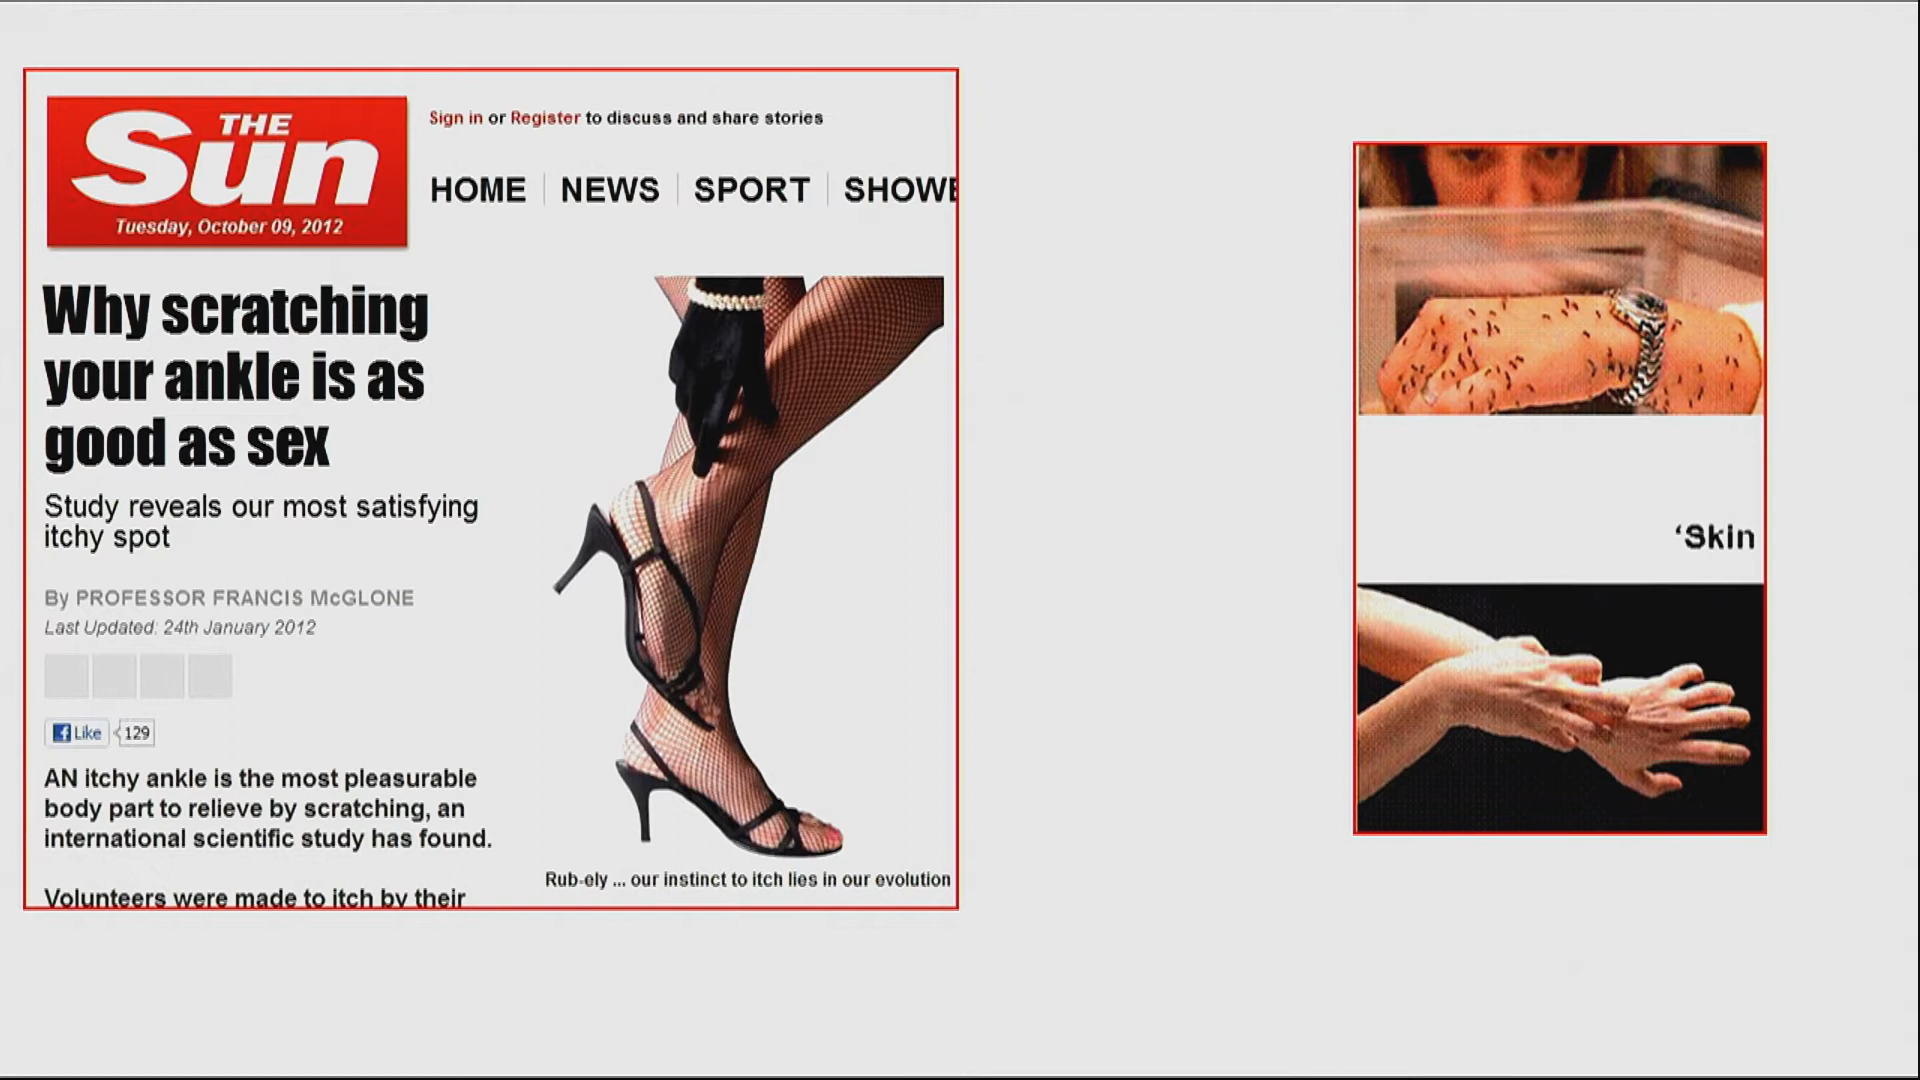 THE
Sun
Tuesday, October 09, 2012
Sign in or Register to discuss and share stories
HOME NEWS SPORT SHOWE
Why scratching
your ankle is as
good as sex
Study reveals our most satisfying
itchy spot
By PROFESSOR FRANCIS McGLONE
Last Updated: 24th January 2012
Like 129
AN itchy ankle is the most pleasurable
body part to relieve by scratching, an
international scientific study has found.
Volunteers were made to itch by their
Rub-ely ... our instinct to itch lies in our evolution
‘Skin